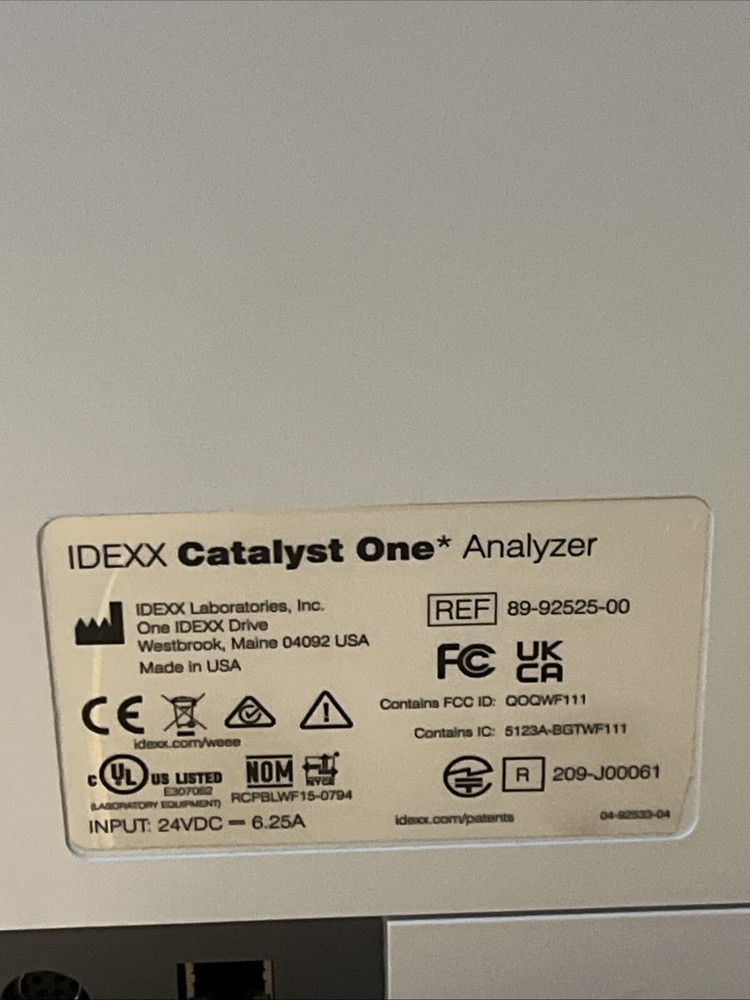 IDEXX Catalyst One* Analyzer
IDEXX Laboratories, Inc.
One IDEXX Drive
Westbrook, Maine 04092 USA
Made in USA
REF 89-92525-00
FC
UK
CA
Contains FCC ID: QOQWF111
Contains IC: 5123A-BGTWF111
CE
idexx.com/weee
c UL US LISTED
E307062
(LABORATORY EQUIPMENT)
NOM NYCE
RCPBLWF15-0794
R 209-J00061
INPUT: 24VDC 6.25A
idexx.com/patents
04-92533-04